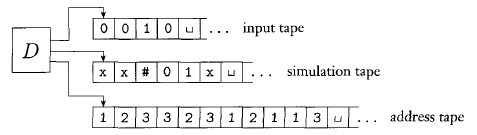 0 0 1 0 ⊔ ... input tape
D
x x # 0 1 x ⊔ ... simulation tape
1 2 3 3 2 3 1 2 1 1 3 ⊔ ... address tape